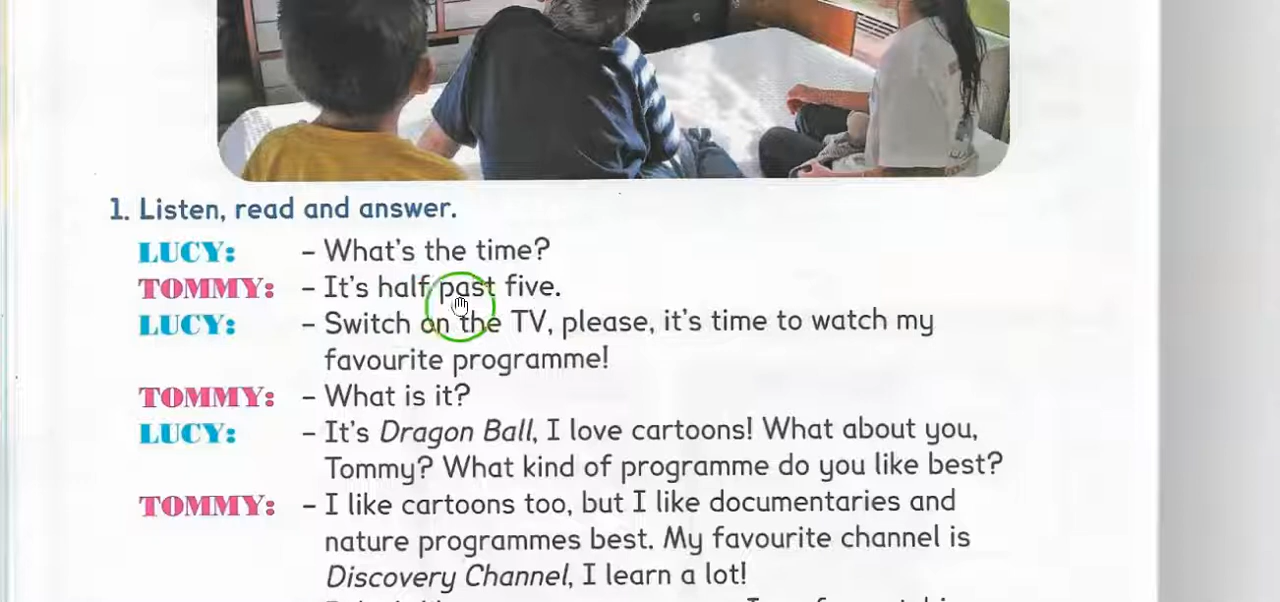 1. Listen, read and answer.
LUCY: – What's the time?
TOMMY: – It's half past five.
LUCY: – Switch on the TV, please, it's time to watch my
favourite programme!
TOMMY: – What is it?
LUCY: – It's Dragon Ball, I love cartoons! What about you,
Tommy? What kind of programme do you like best?
TOMMY: – I like cartoons too, but I like documentaries and
nature programmes best. My favourite channel is
Discovery Channel, I learn a lot!